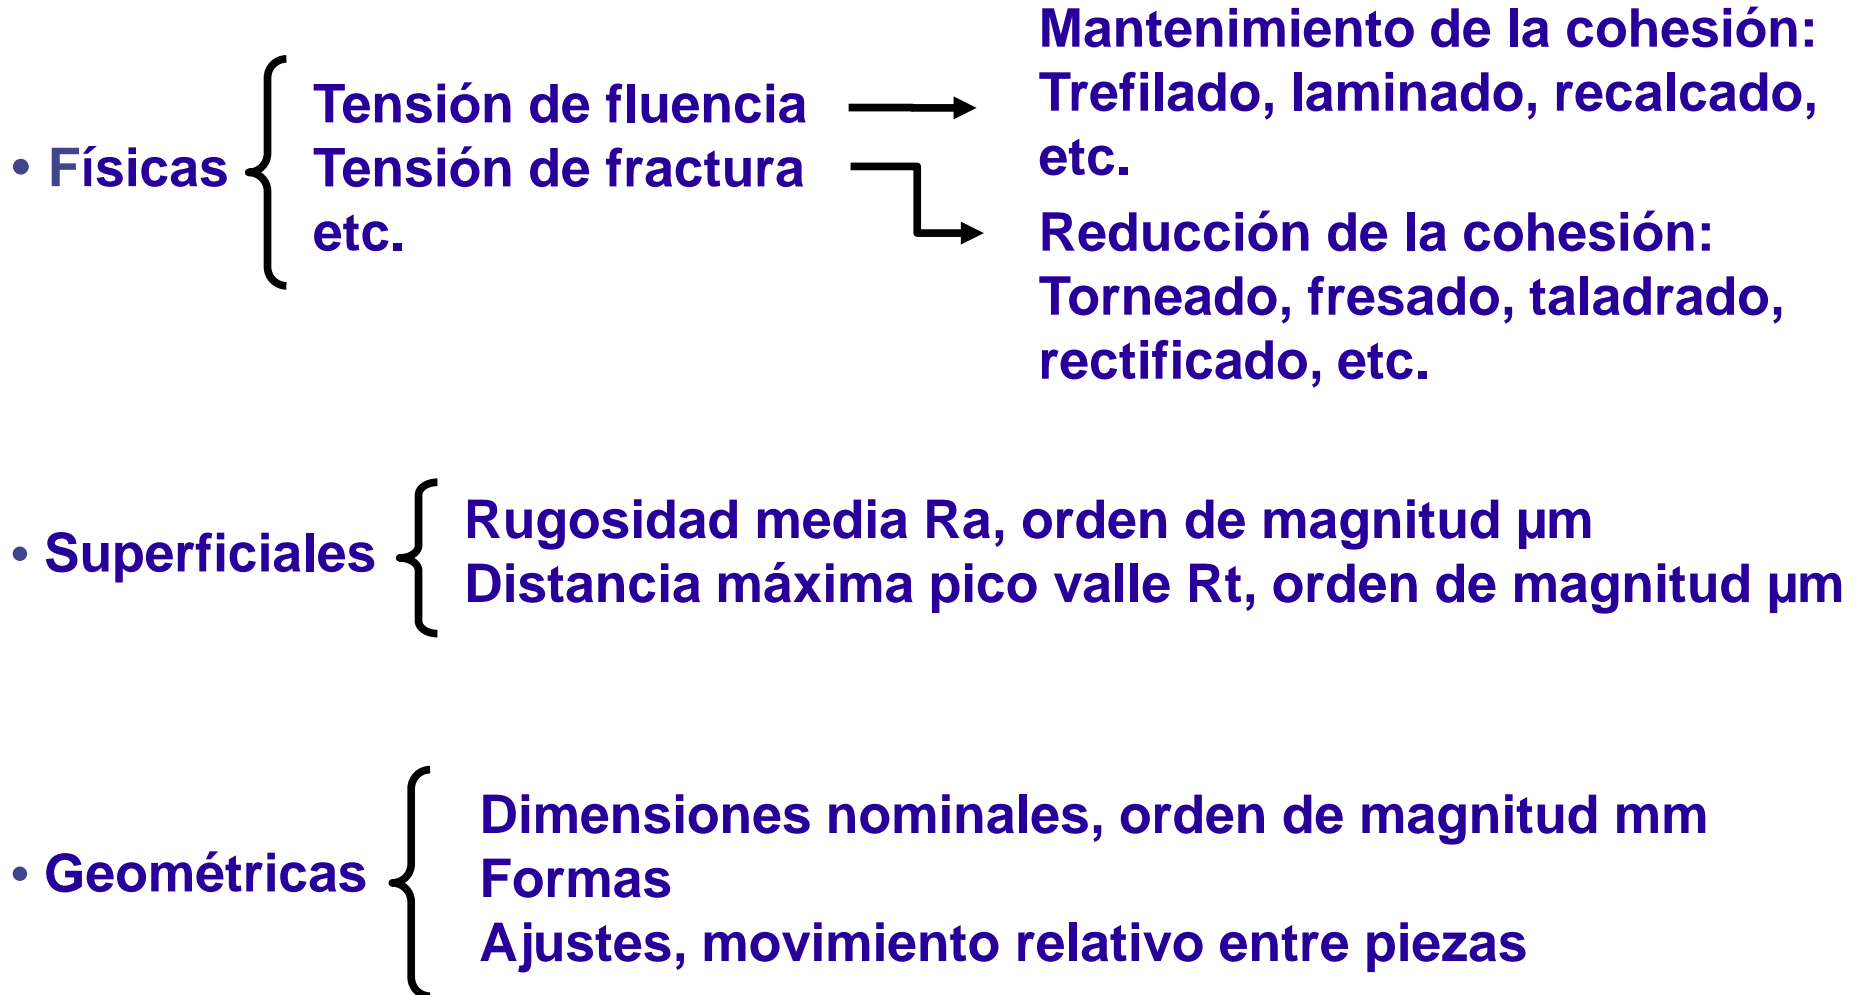 • Físicas
Tensión de fluencia
Tensión de fractura
etc.
Mantenimiento de la cohesión:
Trefilado, laminado, recalcado,
etc.
Reducción de la cohesión:
Torneado, fresado, taladrado,
rectificado, etc.
• Superficiales
Rugosidad media Ra, orden de magnitud µm
Distancia máxima pico valle Rt, orden de magnitud µm
• Geométricas
Dimensiones nominales, orden de magnitud mm
Formas
Ajustes, movimiento relativo entre piezas